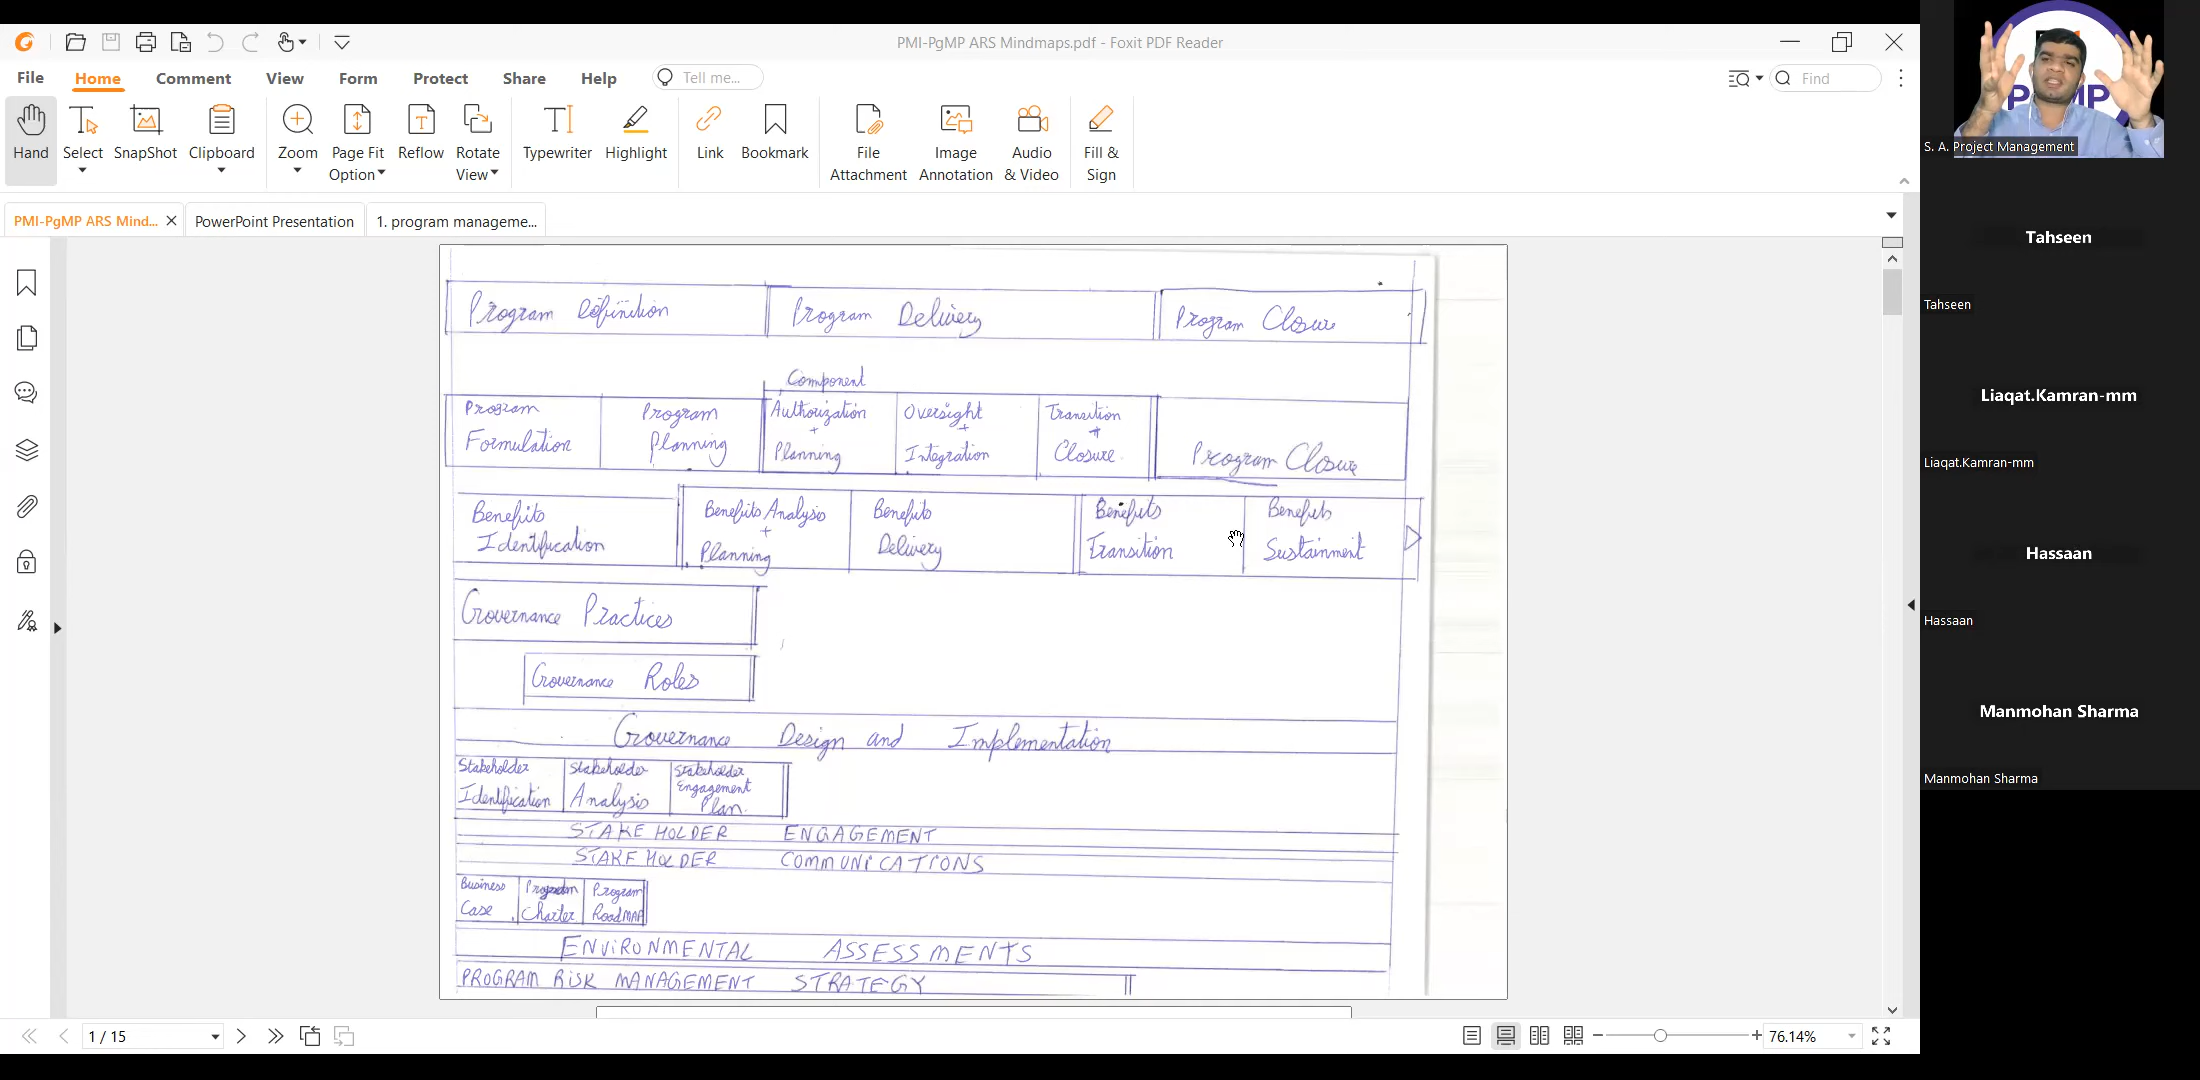 PMI-PgMP ARS Mindmaps.pdf - Foxit PDF Reader
File Home Comment View Form Protect Share Help Tell me... Find
Hand Select SnapShot Clipboard Zoom Page Fit Option Reflow Rotate View Typewriter Highlight Link Bookmark File Attachment Image Annotation Audio & Video Fill & Sign
PMI-PgMP ARS Mind... PowerPoint Presentation 1. program manageme...
Program Definition Program Delivery Program Closure
Component
Program Formulation Program Planning Authorization + Planning Oversight + Integration Transition + Closure Program Closure
Benefits Identification Benefits Analysis + Planning Benefits Delivery Benefits Transition Benefits Sustainment
Governance Practices
Governance Roles
Governance Design and Implementation
Stakeholder Identification Stakeholder Analysis Stakeholder Engagement Plan
STAKEHOLDER ENGAGEMENT
STAKEHOLDER COMMUNICATIONS
Business Case Program Charter Program RoadMAP
ENVIRONMENTAL ASSESSMENTS
PROGRAM RISK MANAGEMENT STRATEGY
1 / 15
76.14%
S. A. Project Management
Tahseen
Tahseen
Liaqat.Kamran-mm
Liaqat.Kamran-mm
Hassaan
Hassaan
Manmohan Sharma
Manmohan Sharma